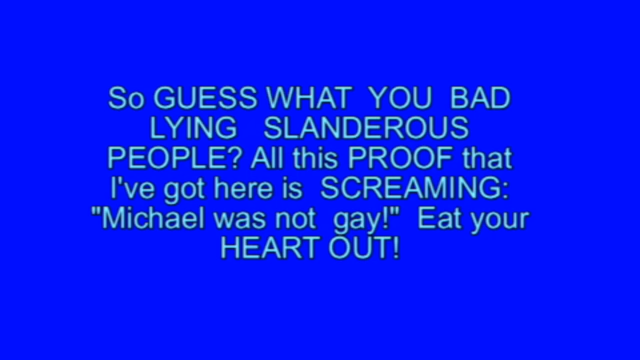 So GUESS WHAT YOU BAD
LYING SLANDEROUS
PEOPLE? All this PROOF that
I've got here is SCREAMING:
"Michael was not gay!" Eat your
HEART OUT!